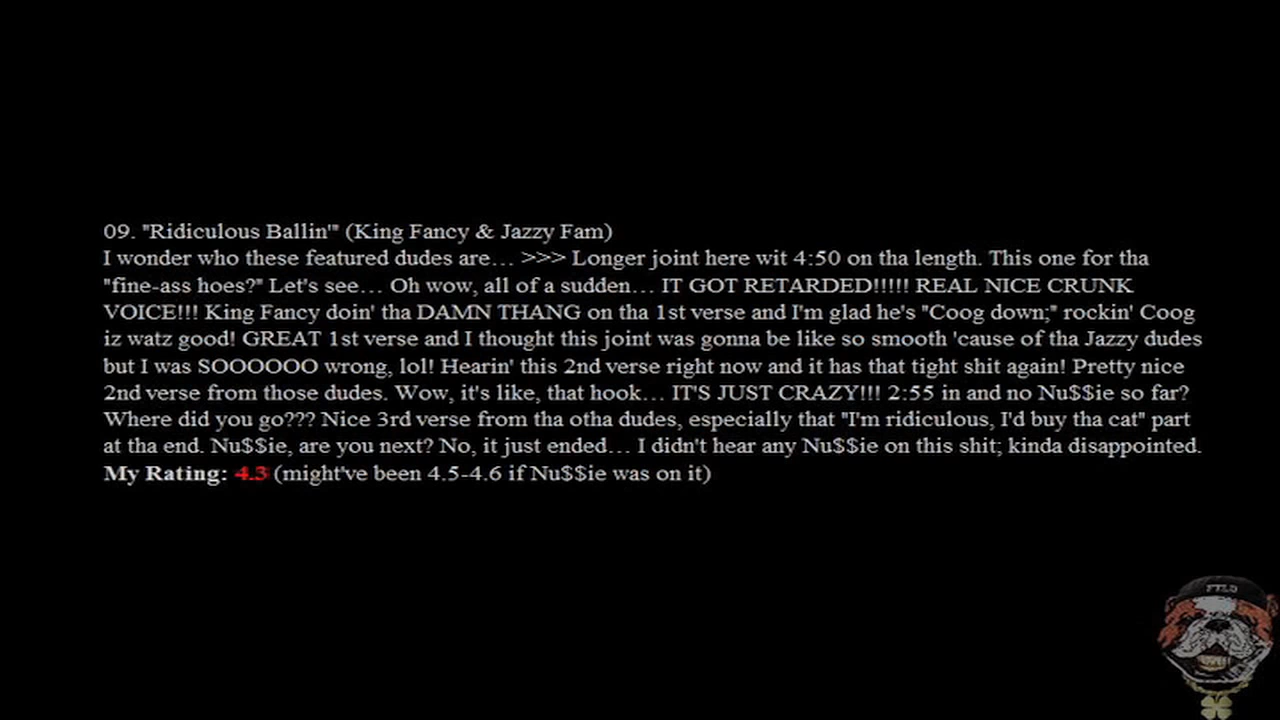 09. "Ridiculous Ballin'" (King Fancy & Jazzy Fam)
I wonder who these featured dudes are… >>> Longer joint here wit 4:50 on tha length. This one for tha
"fine-ass hoes?" Let's see… Oh wow, all of a sudden… IT GOT RETARDED!!!!! REAL NICE CRUNK
VOICE!!! King Fancy doin' tha DAMN THANG on tha 1st verse and I'm glad he's "Coog down;" rockin' Coog
iz watz good! GREAT 1st verse and I thought this joint was gonna be like so smooth 'cause of tha Jazzy dudes
but I was SOOOOOO wrong, lol! Hearin' this 2nd verse right now and it has that tight shit again! Pretty nice
2nd verse from those dudes. Wow, it's like, that hook… IT'S JUST CRAZY!!! 2:55 in and no Nu$$ie so far?
Where did you go??? Nice 3rd verse from tha otha dudes, especially that "I'm ridiculous, I'd buy tha cat" part
at tha end. Nu$$ie, are you next? No, it just ended… I didn't hear any Nu$$ie on this shit; kinda disappointed.
My Rating: 4.3 (might've been 4.5-4.6 if Nu$$ie was on it)
FTLD